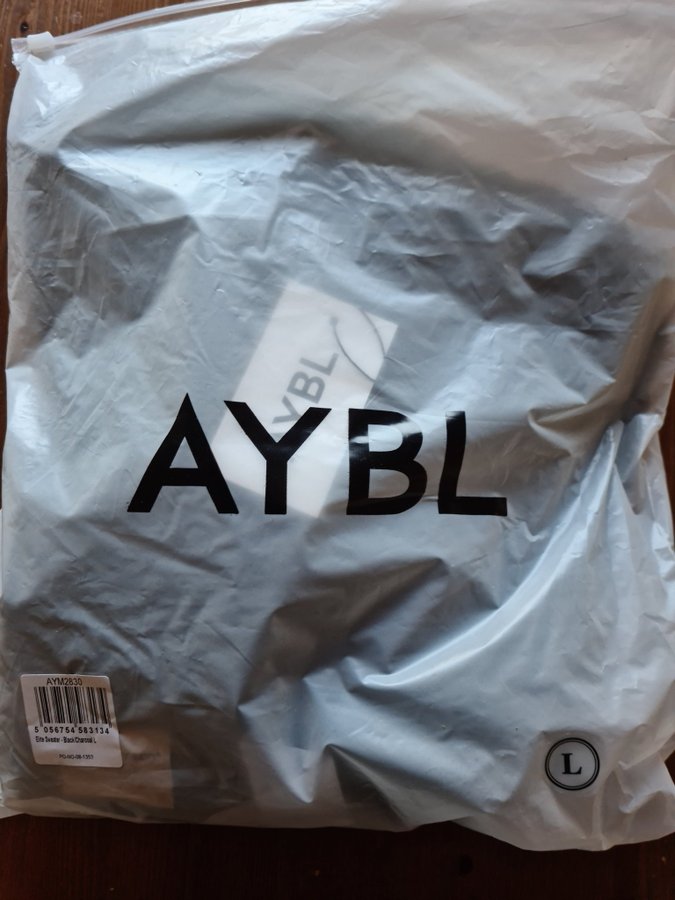 AYBL
AYBL
AYM2830
5 056754 583134
Elite Sweater - Black/Charcoal L
L